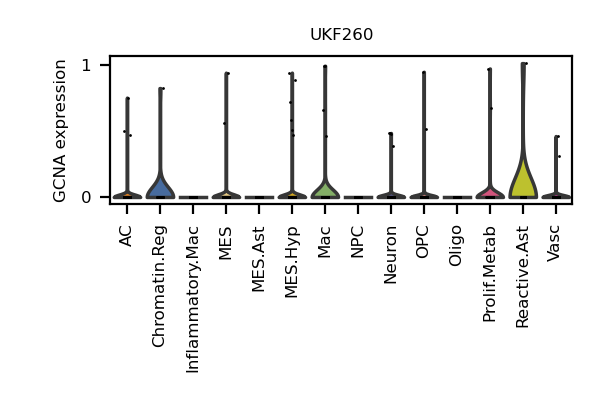 UKF260
GCNA expression
1
0
AC
Chromatin.Reg
Inflammatory.Mac
MES
MES.Ast
MES.Hyp
Mac
NPC
Neuron
OPC
Oligo
Prolif.Metab
Reactive.Ast
Vasc